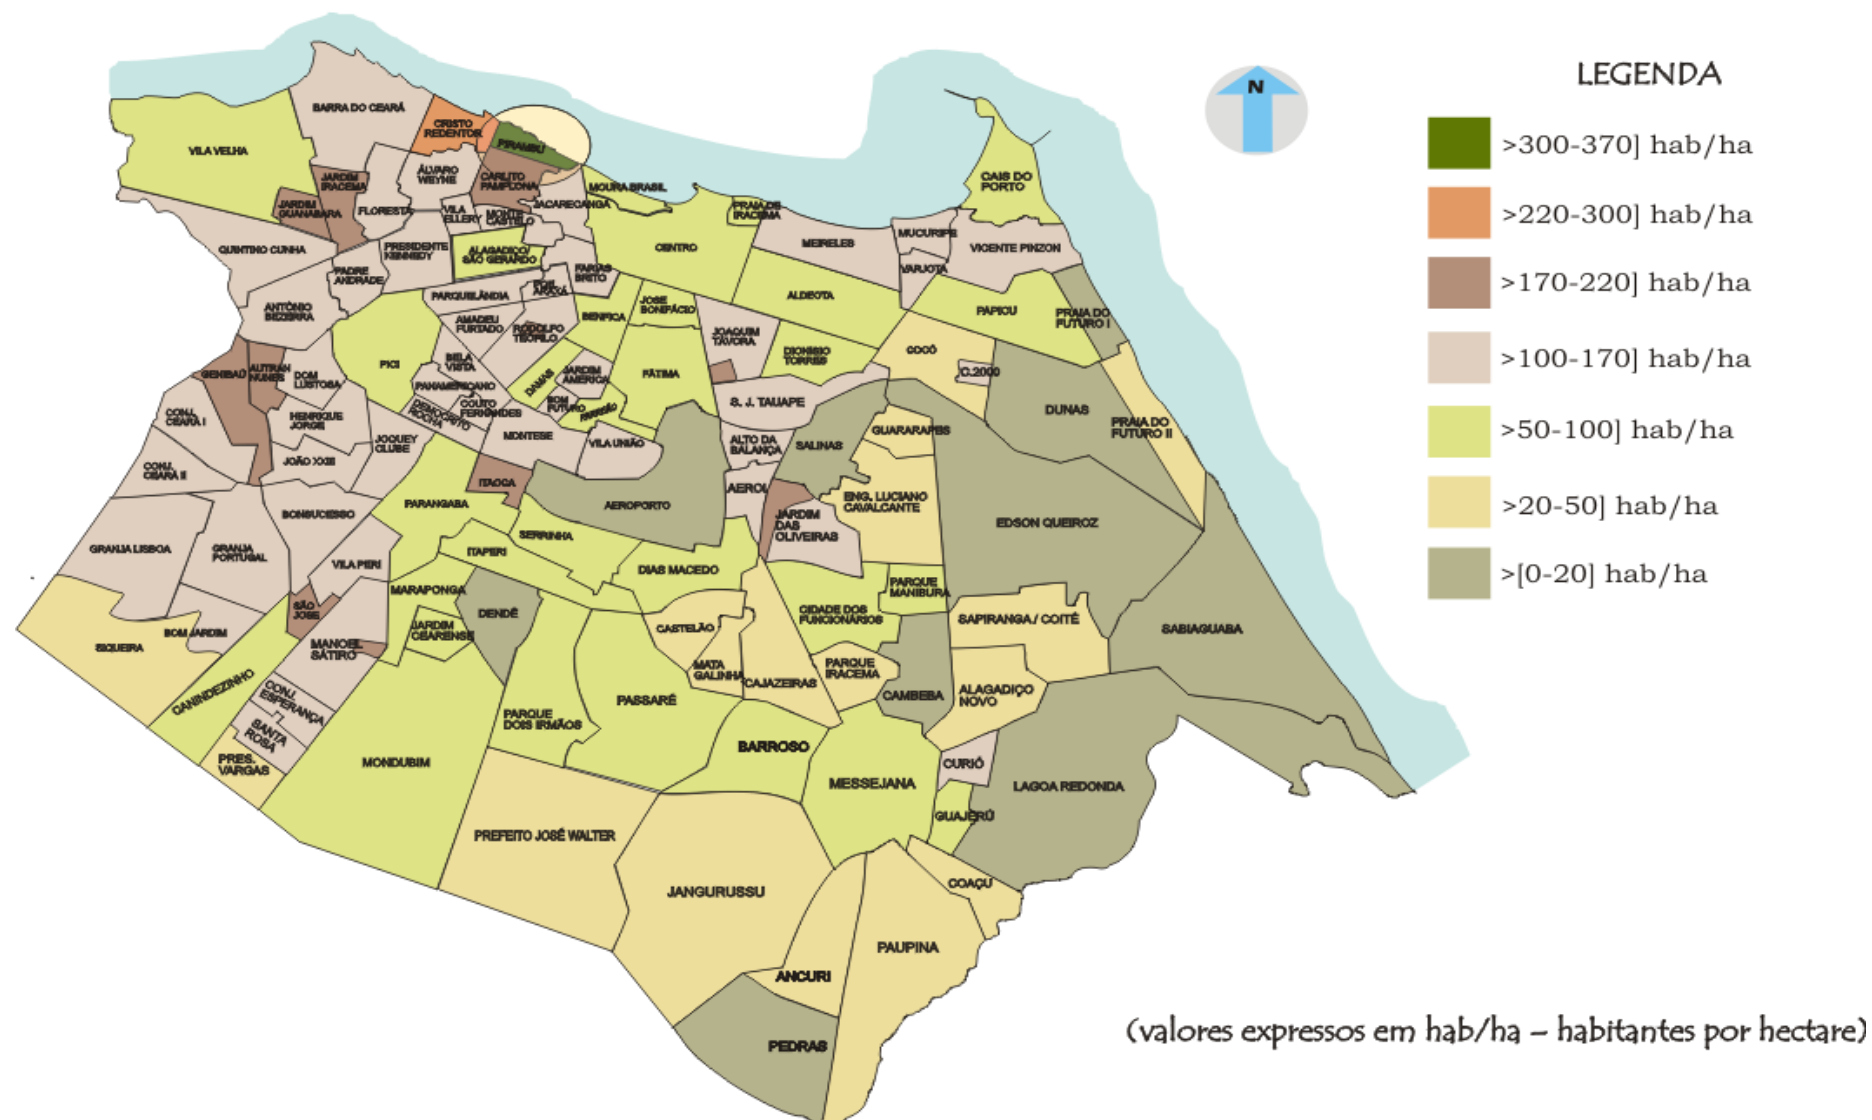 N
LEGENDA
>300-370] hab/ha
>220-300] hab/ha
>170-220] hab/ha
>100-170] hab/ha
>50-100] hab/ha
>20-50] hab/ha
>[0-20] hab/ha
BARRA DO CEARÁ
CRISTO
REDENTOR
PIRAMBU
VILA VELHA
ÁLVARO
WEYNE
CARLITO
PAMPLONA
JARDIM
IRACEMA
JARDIM
GUANABARA
FLORESTA
VILA
ELLERY
MONTE
CASTELO
JACARECANGA
MOURA BRASIL
PRAIA DE
IRACEMA
CAIS DO
PORTO
QUINTINO CUNHA
PRESIDENTE
KENNEDY
ALAGADIÇO/
SÃO GERARDO
CENTRO
MEIRELES
MUCURIPE
VARJOTA
VICENTE PINZON
PADRE
ANDRADE
FARIAS
BRITO
PARQUELÂNDIA
ANTÔNIO
BEZERRA
AMADEU
FURTADO
RODOLFO
TEÓFILO
BENFICA
JOSE
BONIFÁCIO
ALDEOTA
PAPICU
PRAIA DO
FUTURO I
JOAQUIM
TÁVORA
DIONISIO
TORRES
COCÓ
C.2000
PICI
BELA
VISTA
PANAMERICANO
DAMAS
JARDIM
AMERICA
FÁTIMA
GENIBAÚ
AUTRAN
NUNES
DOM
LUSTOSA
DEMOCRITO
ROCHA
COUTO
FERNANDES
BOM
FUTURO
S. J. TAUAPE
DUNAS
PRAIA DO
FUTURO II
CONJ.
CEARÁ I
HENRIQUE
JORGE
JOQUEY
CLUBE
MONTESE
VILA UNIÃO
ALTO DA
BALANÇA
SALINAS
GUARARAPES
CONJ.
CEARÁ II
JOÃO XXIII
ITAOCA
AEROPORTO
AEROL
JARDIM
DAS
OLIVEIRAS
ENG. LUCIANO
CAVALCANTE
EDSON QUEIROZ
BONSUCESSO
PARANGABA
SERRINHA
GRANJA LISBOA
GRANJA
PORTUGAL
VILA PERI
ITAPERI
DIAS MACEDO
MARAPONGA
DENDÊ
PARQUE
MANIBURA
CIDADE DOS
FUNCIONÁRIOS
SÃO
JOSE
JARDIM
CEARENSE
CASTELÃO
SAPIRANGA / COITÉ
SABIAGUABA
BOM JARDIM
SIQUEIRA
MANOEL
SÁTIRO
MATA
GALINHA
CAJAZEIRAS
PARQUE
IRACEMA
CAMBEBA
ALAGADIÇO
NOVO
CANINDEZINHO
CONJ.
ESPERANÇA
PARQUE
DOIS IRMÃOS
PASSARÉ
SANTA
ROSA
PRES.
VARGAS
MONDUBIM
BARROSO
MESSEJANA
CURIÓ
LAGOA REDONDA
GUAJERÚ
PREFEITO JOSÉ WALTER
JANGURUSSU
COAÇU
PAUPINA
ANCURI
PEDRAS
(valores expressos em hab/ha – habitantes por hectare)